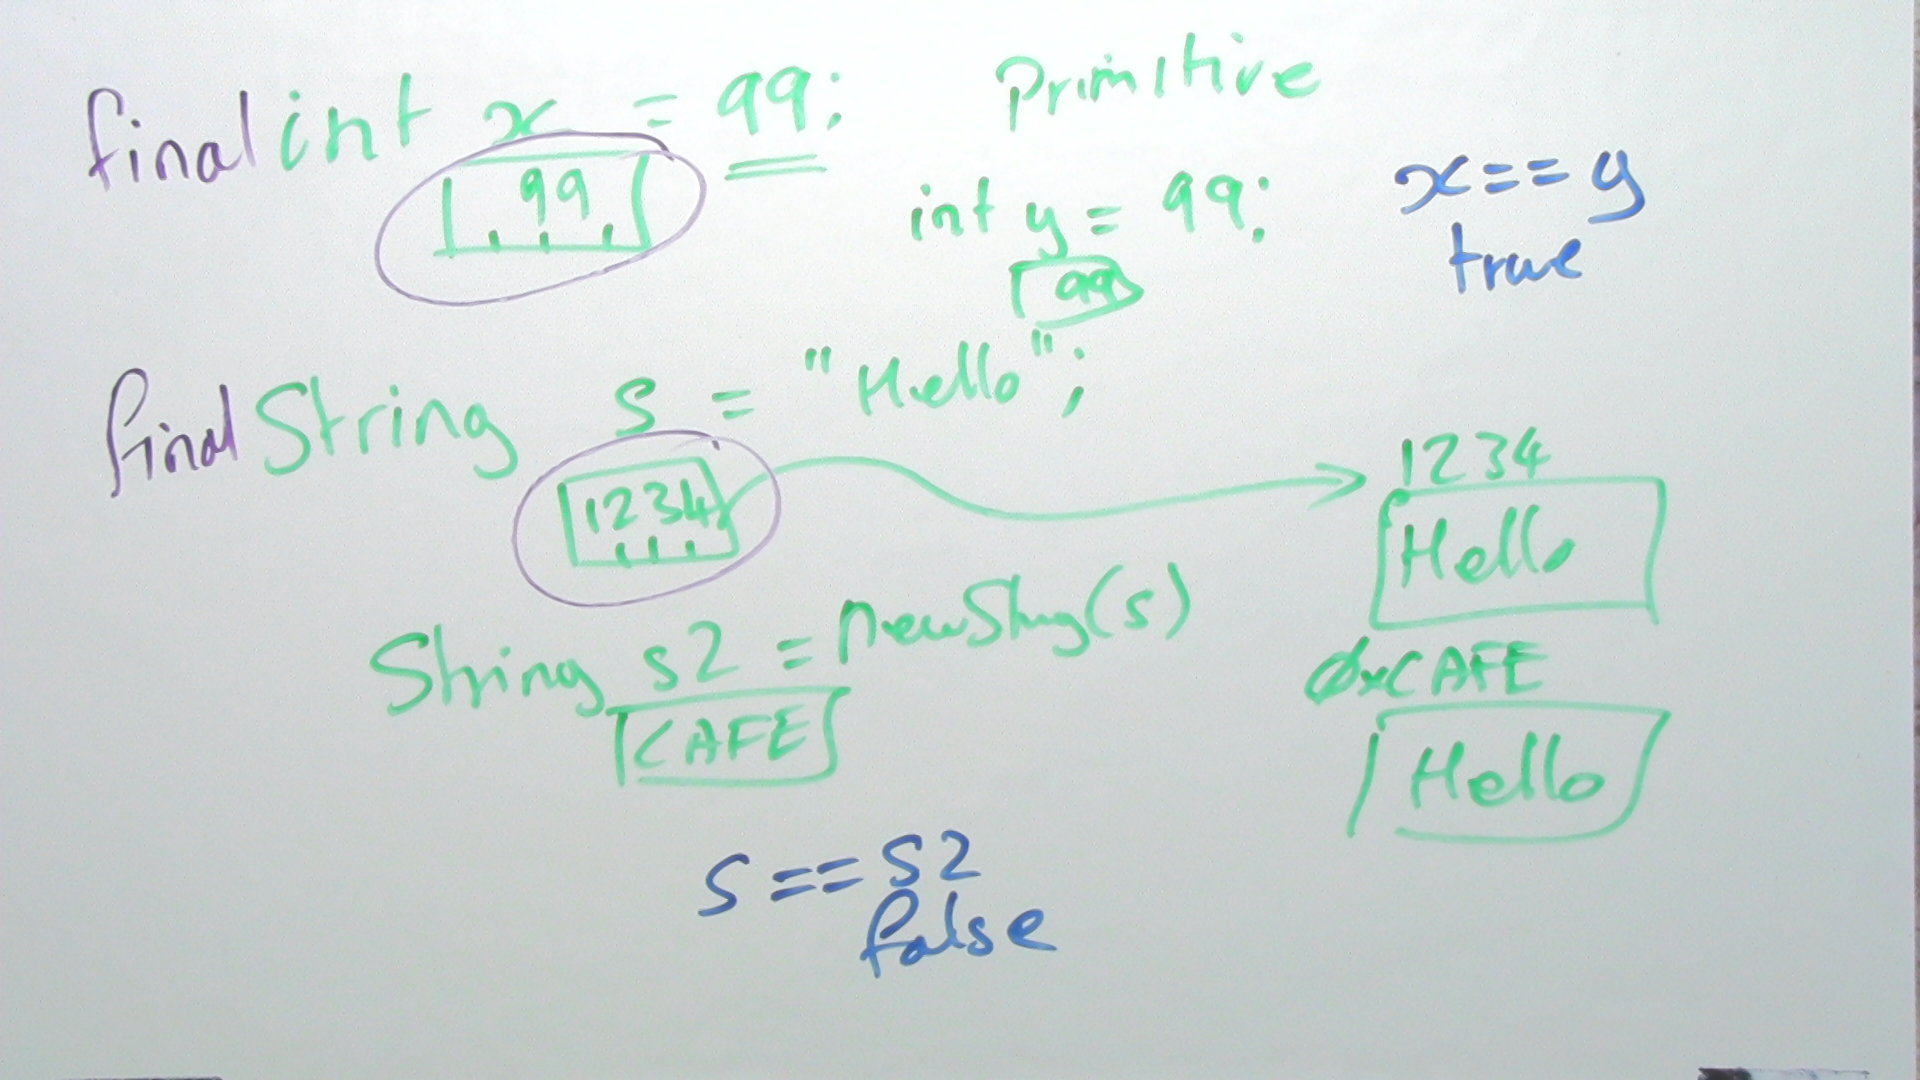 final int x = 99; Primitive
99
int y = 99; x == y
99
true
final String s = "Hello";
1234
1234
Hello
String s2 = new Strng(s)
CAFE
0xCAFE
Hello
s == s2
false